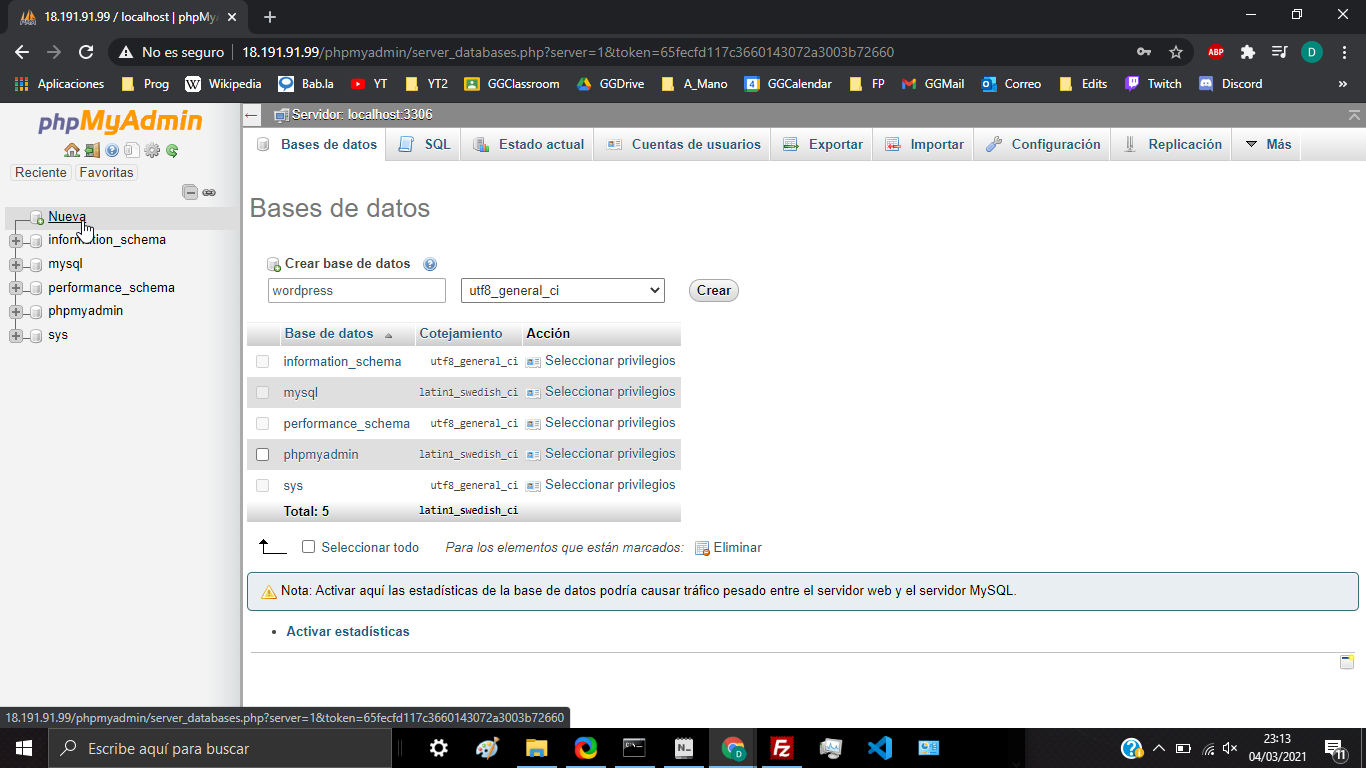 18.191.91.99 / localhost | phpMyA
No es seguro 18.191.91.99/phpmyadmin/server_databases.php?server=1&token=65fecfd117c3660143072a3003b72660 ABP D
Aplicaciones Prog Wikipedia Bab.la YT YT2 GGClassroom GGDrive A_Mano GGCalendar FP GGMail Correo Edits Twitch Discord »
phpMyAdmin
Reciente Favoritas
Nueva
information_schema
mysql
performance_schema
phpmyadmin
sys
Servidor: localhost:3306
Bases de datos SQL Estado actual Cuentas de usuarios Exportar Importar Configuración Replicación Más
Bases de datos
Crear base de datos
wordpress utf8_general_ci Crear
Base de datos Cotejamiento Acción
information_schema utf8_general_ci Seleccionar privilegios
mysql latin1_swedish_ci Seleccionar privilegios
performance_schema utf8_general_ci Seleccionar privilegios
phpmyadmin latin1_swedish_ci Seleccionar privilegios
sys utf8_general_ci Seleccionar privilegios
Total: 5 latin1_swedish_ci
Seleccionar todo Para los elementos que están marcados: Eliminar
Nota: Activar aquí las estadísticas de la base de datos podría causar tráfico pesado entre el servidor web y el servidor MySQL.
• Activar estadísticas
18.191.91.99/phpmyadmin/server_databases.php?server=1&token=65fecfd117c3660143072a3003b72660
Escribe aquí para buscar
23:13
04/03/2021
11